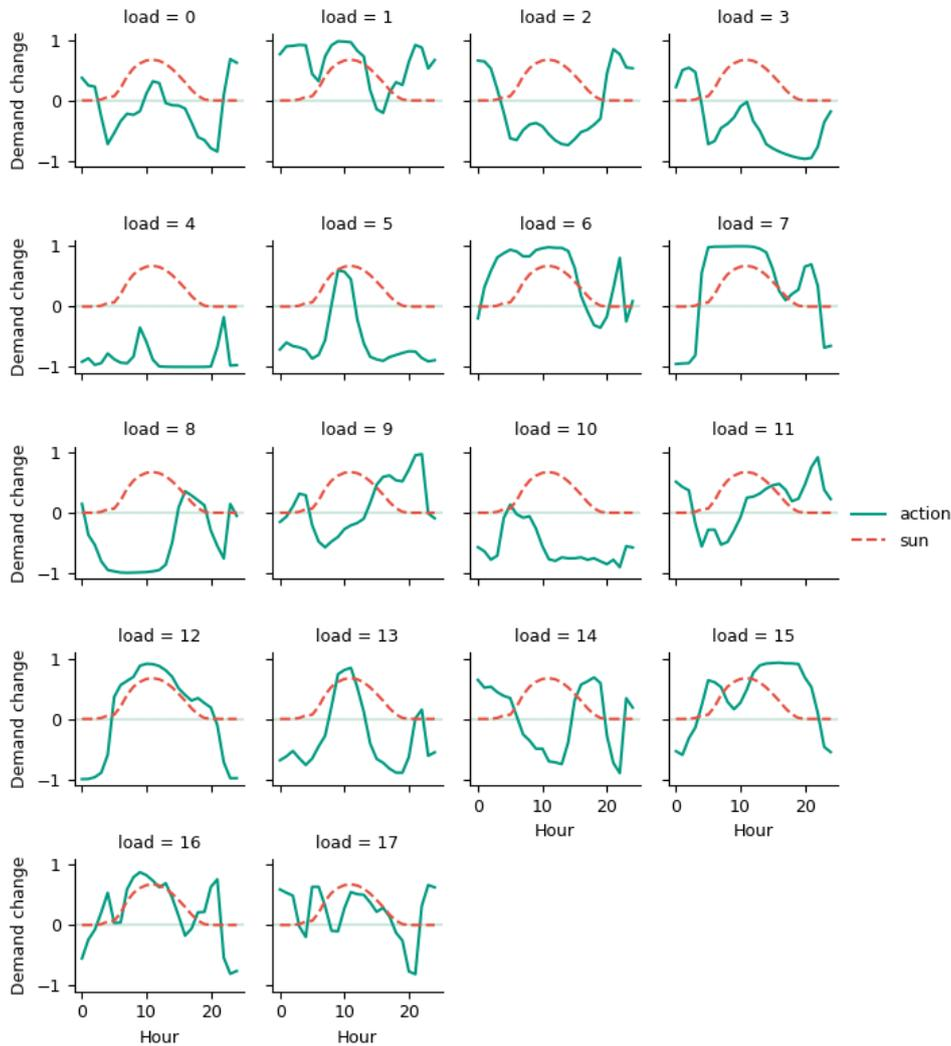 load = 0 load = 1 load = 2 load = 3
Demand change
1
0
−1
load = 4 load = 5 load = 6 load = 7
Demand change
1
0
−1
load = 8 load = 9 load = 10 load = 11
Demand change
1
0
−1
action
sun
load = 12 load = 13 load = 14 load = 15
Demand change
1
0
−1
0 10 20 0 10 20
Hour Hour
load = 16 load = 17
Demand change
1
0
−1
0 10 20 0 10 20
Hour Hour